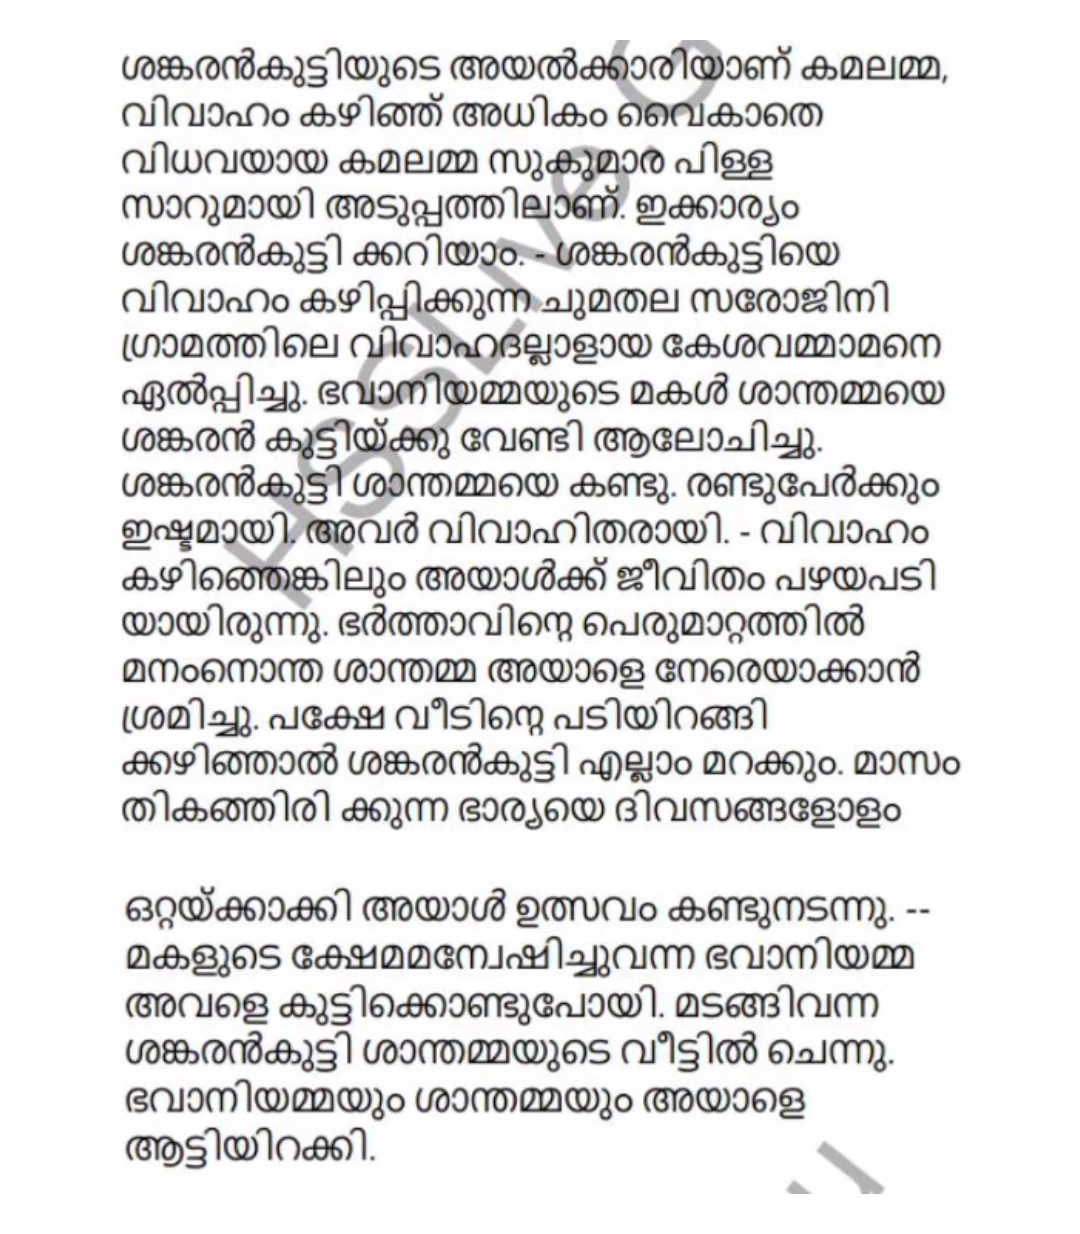 ശങ്കരൻകുട്ടിയുടെ അയൽക്കാരിയാണ് കമലമ്മ,
വിവാഹം കഴിഞ്ഞ് അധികം വൈകാതെ
വിധവയായ കമലമ്മ സുകുമാര പിള്ള
സാറുമായി അടുപ്പത്തിലാണ്. ഇക്കാര്യം
ശങ്കരൻകുട്ടി ക്കറിയാം. - ശങ്കരൻകുട്ടിയെ
വിവാഹം കഴിപ്പിക്കുന്ന ചുമതല സരോജിനി
ഗ്രാമത്തിലെ വിവാഹദല്ലാളായ കേശവമ്മാമനെ
ഏൽപ്പിച്ചു. ഭവാനിയമ്മയുടെ മകൾ ശാന്തമ്മയെ
ശങ്കരൻ കുട്ടിയ്ക്കു വേണ്ടി ആലോചിച്ചു.
ശങ്കരൻകുട്ടി ശാന്തമ്മയെ കണ്ടു. രണ്ടുപേർക്കും
ഇഷ്ടമായി. അവർ വിവാഹിതരായി. - വിവാഹം
കഴിഞ്ഞെങ്കിലും അയാൾക്ക് ജീവിതം പഴയപടി
യായിരുന്നു. ഭർത്താവിന്റെ പെരുമാറ്റത്തിൽ
മനംനൊന്ത ശാന്തമ്മ അയാളെ നേരെയാക്കാൻ
ശ്രമിച്ചു. പക്ഷേ വീടിന്റെ പടിയിറങ്ങി
ക്കഴിഞ്ഞാൽ ശങ്കരൻകുട്ടി എല്ലാം മറക്കും. മാസം
തികഞ്ഞിരി ക്കുന്ന ഭാര്യയെ ദിവസങ്ങളോളം
ഒറ്റയ്ക്കാക്കി അയാൾ ഉത്സവം കണ്ടുനടന്നു. --
മകളുടെ ക്ഷേമമന്വേഷിച്ചുവന്ന ഭവാനിയമ്മ
അവളെ കുട്ടിക്കൊണ്ടുപോയി. മടങ്ങിവന്ന
ശങ്കരൻകുട്ടി ശാന്തമ്മയുടെ വീട്ടിൽ ചെന്നു.
ഭവാനിയമ്മയും ശാന്തമ്മയും അയാളെ
ആട്ടിയിറക്കി.
HSSLive.G